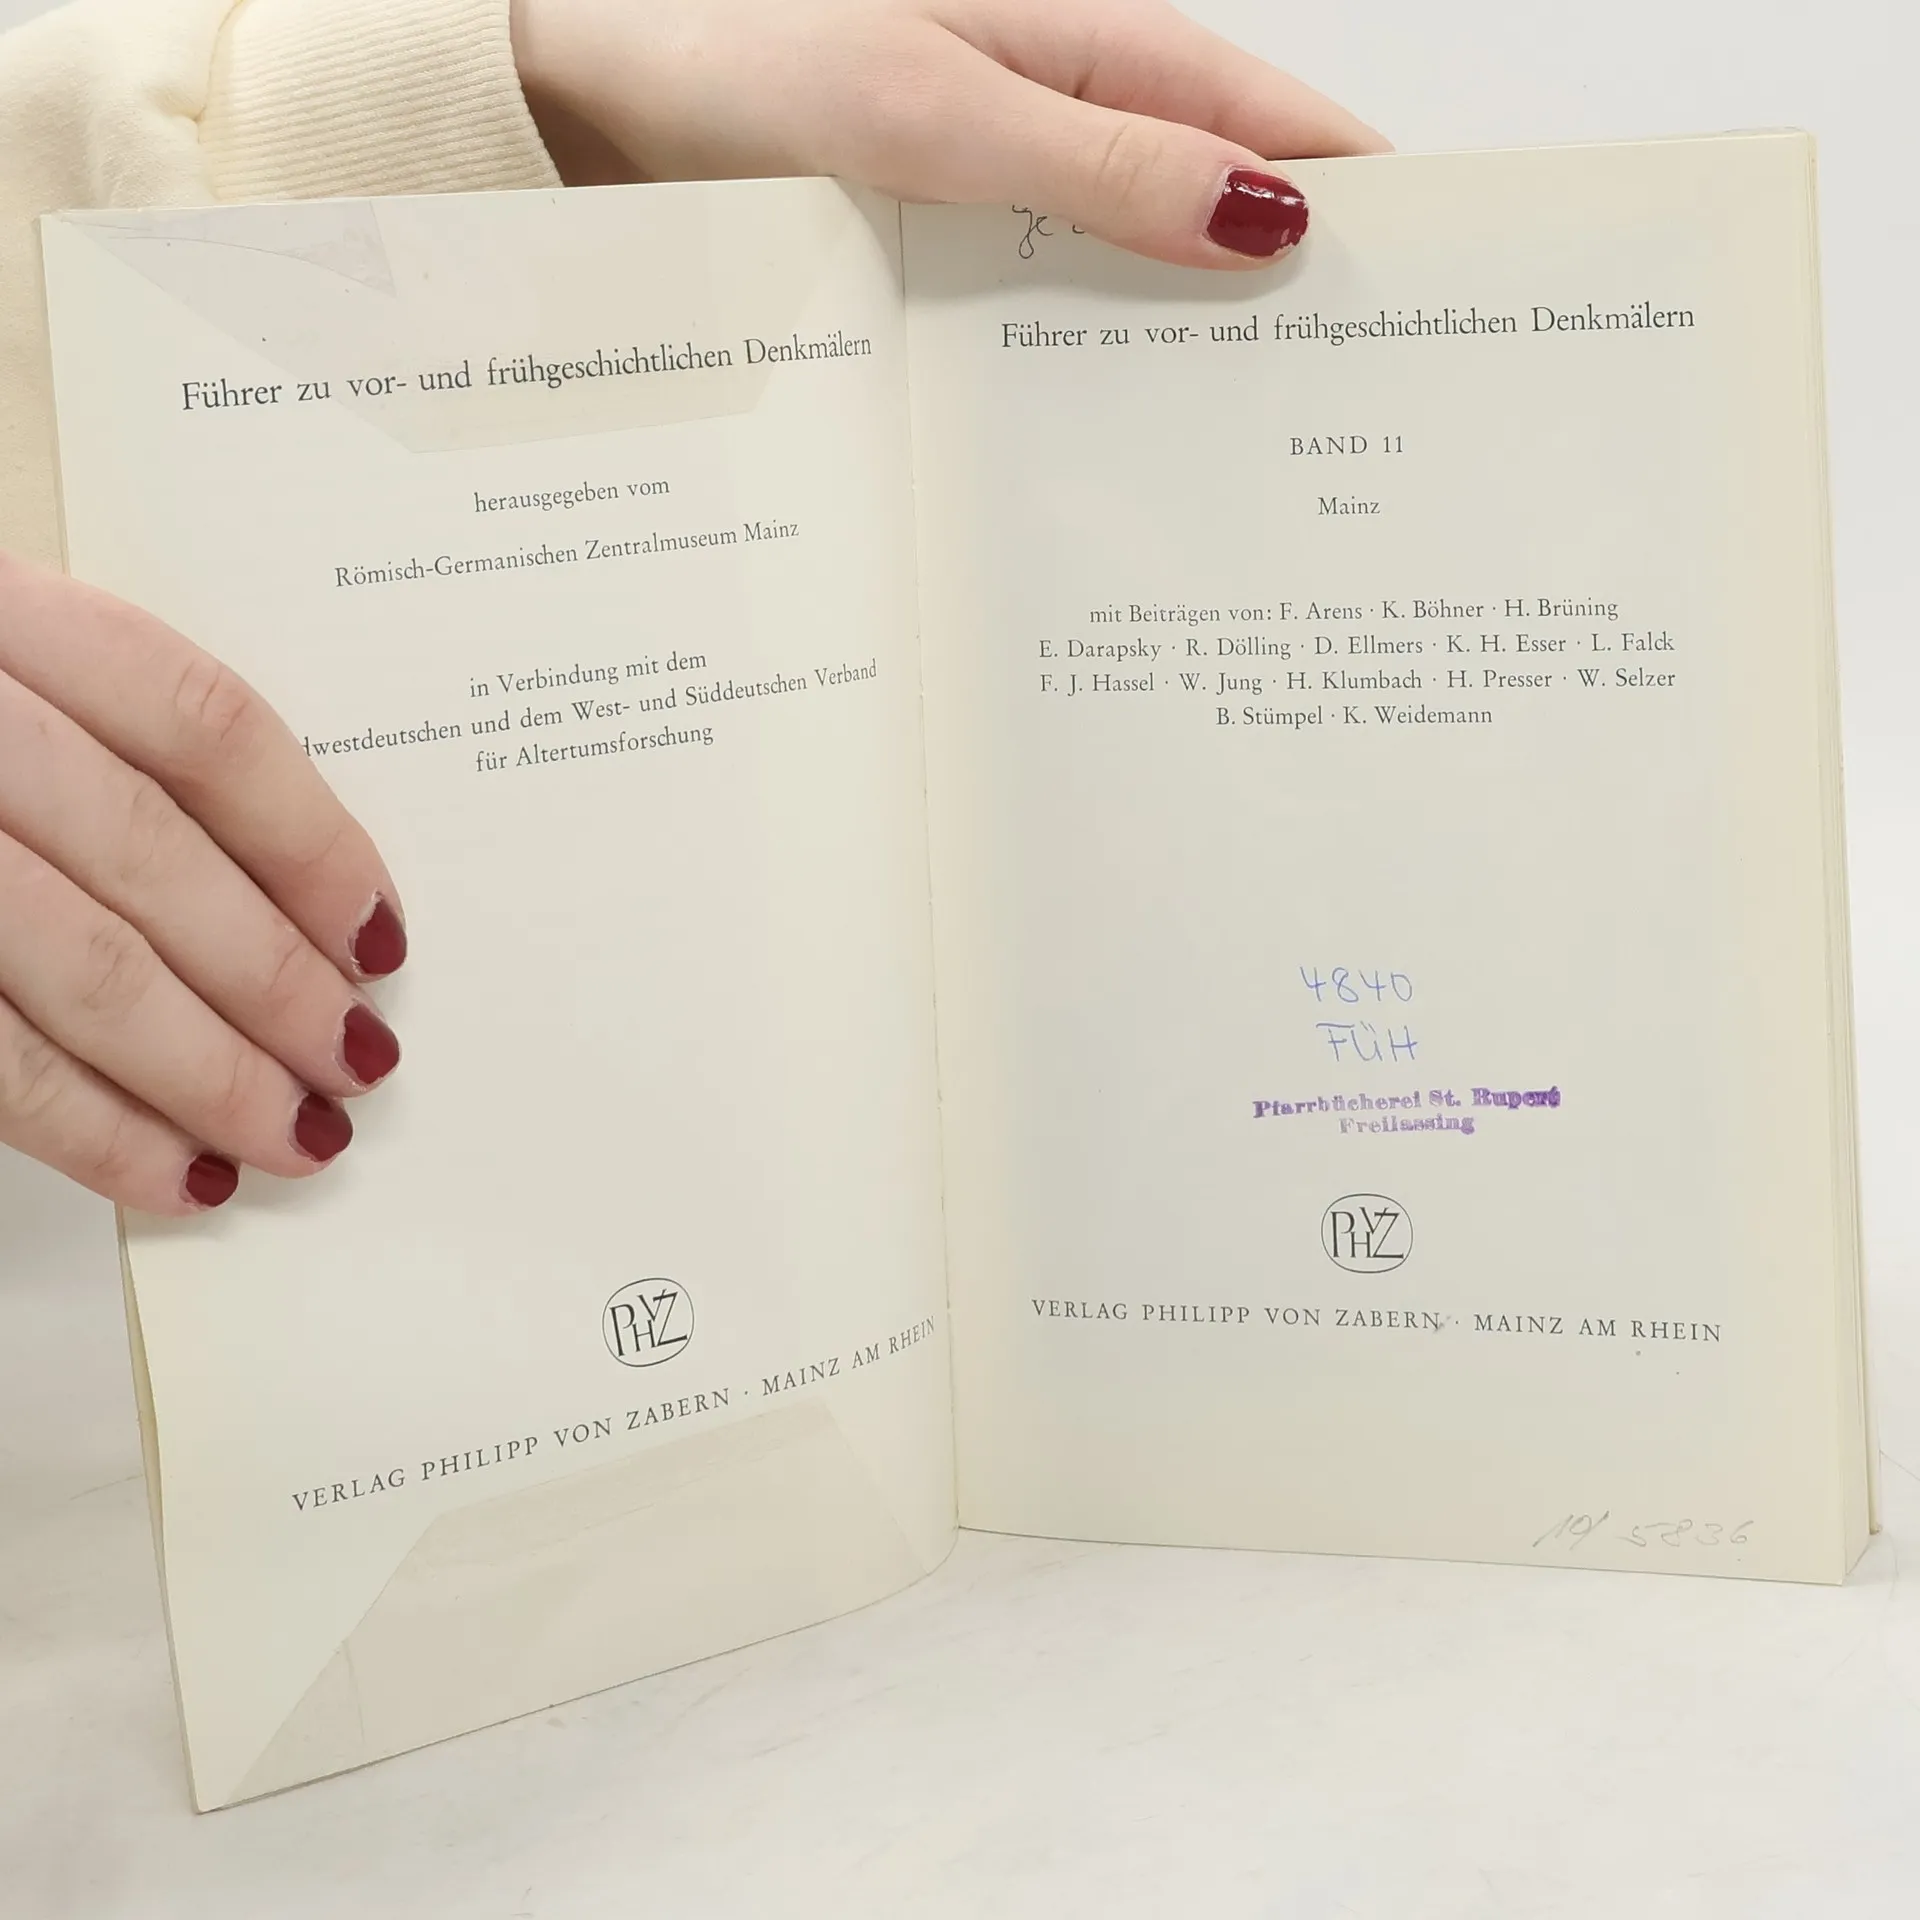 Führer zu vor- und frühgeschichtlichen Denkmälern
herausgegeben vom
Römisch-Germanischen Zentralmuseum Mainz
in Verbindung mit dem
dwestdeutschen und dem West- und Süddeutschen Verband
für Altertumsforschung
PHVZ
VERLAG PHILIPP VON ZABERN · MAINZ AM RHEIN
Führer zu vor- und frühgeschichtlichen Denkmälern
BAND 11
Mainz
mit Beiträgen von: F. Arens · K. Böhner · H. Brüning
E. Darapsky · R. Dölling · D. Ellmers · K. H. Esser · L. Falck
F. J. Hassel · W. Jung · H. Klumbach · H. Presser · W. Selzer
B. Stümpel · K. Weidemann
4840
FÜH
Pfarrbücherei St. Rupert
Freilassing
PHVZ
VERLAG PHILIPP VON ZABERN · MAINZ AM RHEIN
10/ 5836